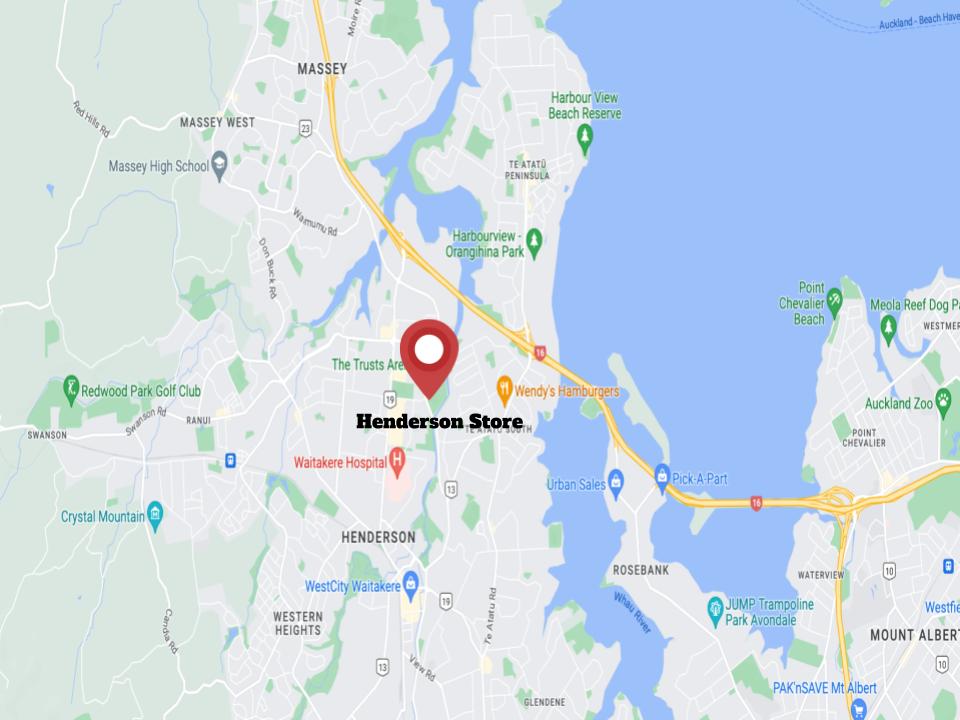 Auckland - Beach Have
Moire R
MASSEY
Harbour View
Beach Reserve
Red Hills Rd
MASSEY WEST
23
Massey High School
TE ATATŪ
PENINSULA
Waimumu Rd
Don Buck Rd
Harbourview -
Orangihina Park
Point
Chevalier
Beach
Meola Reef Dog Pa
WESTMER
16
The Trusts Are
Redwood Park Golf Club
19
Wendy's Hamburgers
Auckland Zoo
Swanson Rd
RANUI
SWANSON
Henderson Store
TE ATATU SOUTH
POINT
CHEVALIER
Waitakere Hospital
H
13
Urban Sales
Pick-A-Part
16
Crystal Mountain
HENDERSON
ROSEBANK
WATERVIEW
10
WestCity Waitakere
19
Te Atatu Rd
Whau River
JUMP Trampoline
Park Avondale
Westfie
WESTERN
HEIGHTS
Candia Rd
MOUNT ALBERT
13
View Rd
10
PAK'nSAVE Mt Albert
GLENDENE